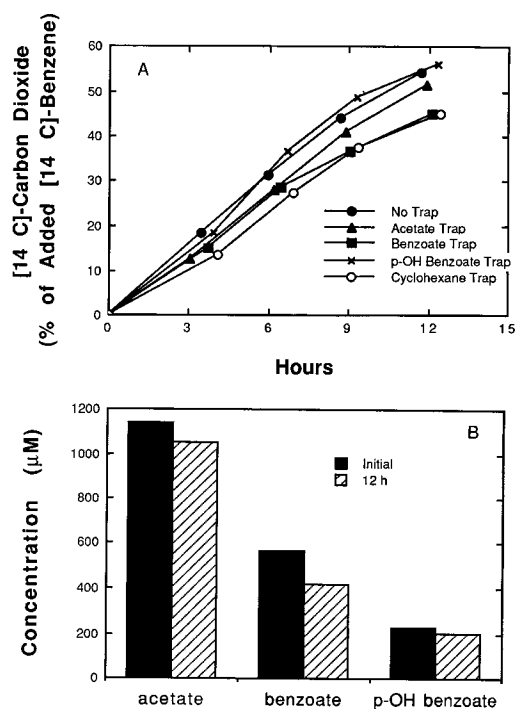 [14 C]-Carbon Dioxide
(% of Added [14 C]-Benzene)
60
50
40
30
20
10
0
A
No Trap
Acetate Trap
Benzoate Trap
p-OH Benzoate Trap
Cyclohexane Trap
0 3 6 9 12 15
Hours
Concentration (μM)
1200
1000
800
600
400
200
0
B
Initial
12 h
acetate benzoate p-OH benzoate